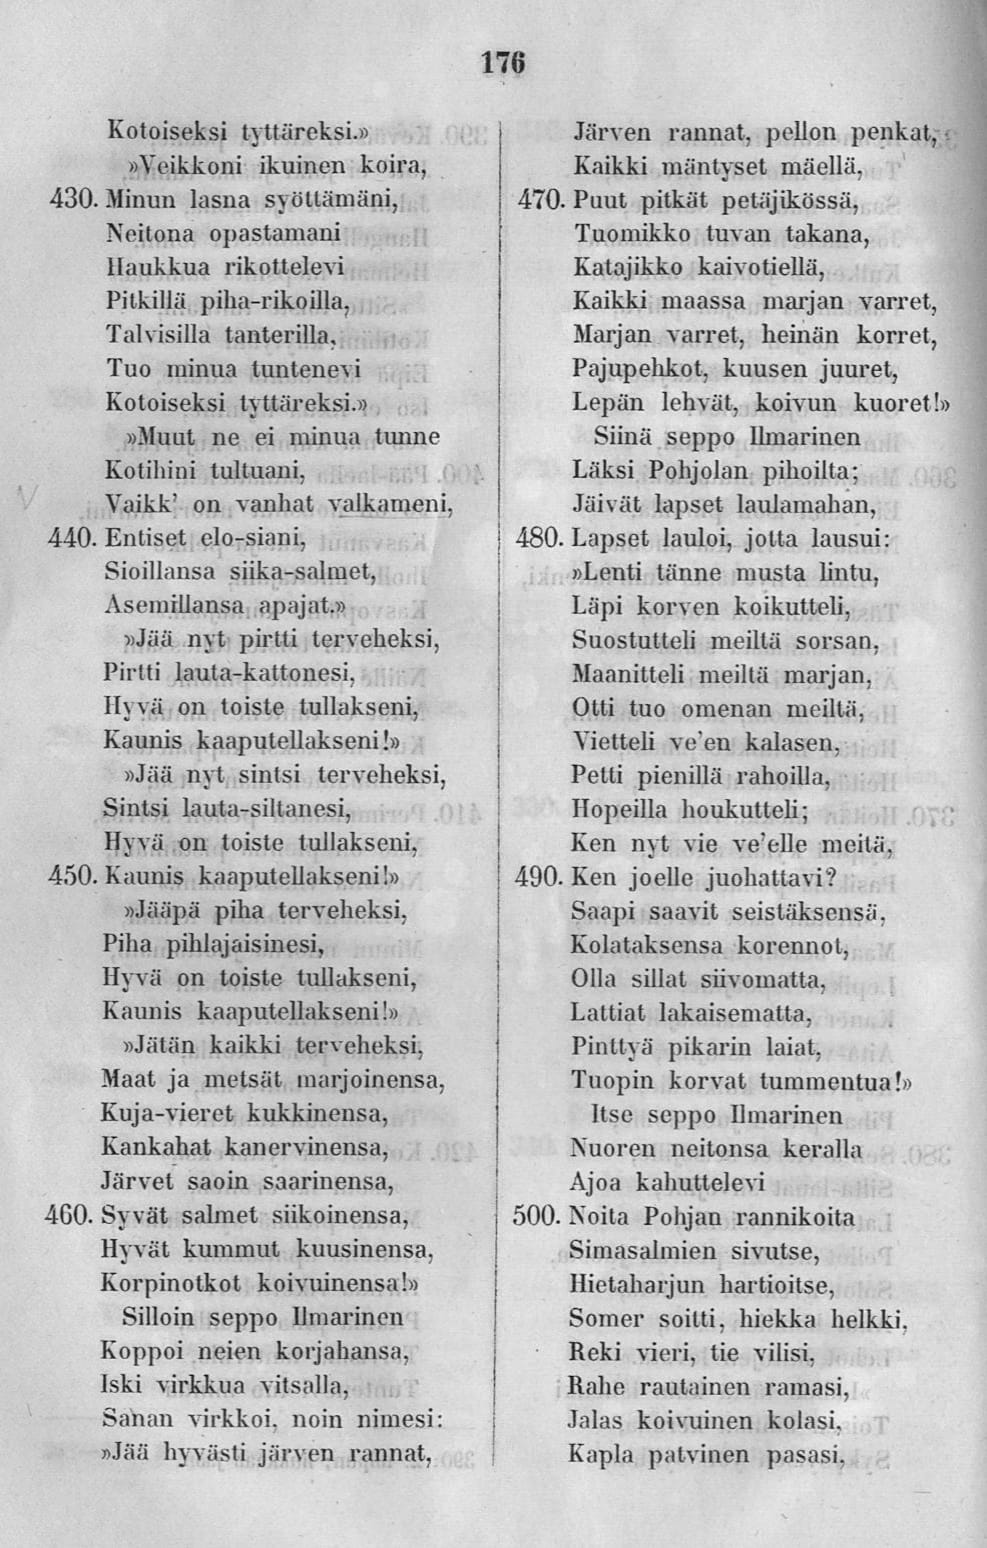 176
Kotoiseksi tyttäreksi.»
»Veikkoni ikuinen koira,
430. Minun lasna syöttämäni,
Neitona opastamani
Haukkua rikottelevi
Pitkillä piha-rikoilla,
Talvisilla tanterilla,
Tuo minua tuntenevi
Kotoiseksi tyttäreksi.»
»Muut ne ei minua tunne
Kotihini tultuani,
Vaikk' on vanhat valkameni,
440. Entiset elo-siani,
Sioillansa siika-salmet,
Asemillansa apajat.»
»Jää nyt pirtti terveheksi,
Pirtti lauta-kattonesi,
Hyvä on toiste tullakseni,
Kaunis kaaputellakseni!»
»Jää nyt sintsi terveheksi,
Sintsi lauta-siltanesi,
Hyvä on toiste tullakseni,
450. Kaunis kaaputellakseni!»
»Jääpä piha terveheksi,
Piha pihlajaisinesi,
Hyvä on toiste tullakseni,
Kaunis kaaputellakseni!»
»Jätän kaikki terveheksi,
Maat ja metsät marjoinensa,
Kuja-vieret kukkinensa,
Kankahat kanervinensa,
Järvet saoin saarinensa,
460. Syvät salmet siikoinensa,
Hyvät kummut kuusinensa,
Korpinotkot koivuinensa!»
Silloin seppo Ilmarinen
Koppoi neien korjahansa,
Iski virkkua vitsalla,
Sanan virkkoi, noin nimesi:
»Jää hyvästi järven rannat,
Järven rannat, pellon penkat,
Kaikki mäntyset mäellä,
470. Puut pitkät petäjikössä,
Tuomikko tuvan takana,
Katajikko kaivotiellä,
Kaikki maassa marjan varret,
Marjan varret, heinän korret,
Pajupehkot, kuusen juuret,
Lepän lehvät, koivun kuoret!»
Siinä seppo Ilmarinen
Läksi Pohjolan pihoilta;
Jäivät lapset laulamahan,
480. Lapset lauloi, jotta lausui:
»Lenti tänne musta lintu,
Läpi korven koikutteli,
Suostutteli meiltä sorsan,
Maanitteli meiltä marjan,
Otti tuo omenan meiltä,
Vietteli ve'en kalasen,
Petti pienillä rahoilla,
Hopeilla houkutteli;
Ken nyt vie ve'elle meitä,
490. Ken joelle juohattavi?
Saapi saavit seistäksensä,
Kolataksensa korennot,
Olla sillat siivomatta,
Lattiat lakaisematta,
Pinttyä pikarin laiat,
Tuopin korvat tummentua!»
Itse seppo Ilmarinen
Nuoren neitonsa keralla
Ajoa kahuttelevi
500. Noita Pohjan rannikoita
Simasalmien sivutse,
Hietaharjun hartioitse,
Somer soitti, hiekka helkki,
Reki vieri, tie vilisi,
Rahe rautainen ramasi,
Jalas koivuinen kolasi,
Kapla patvinen pasasi,